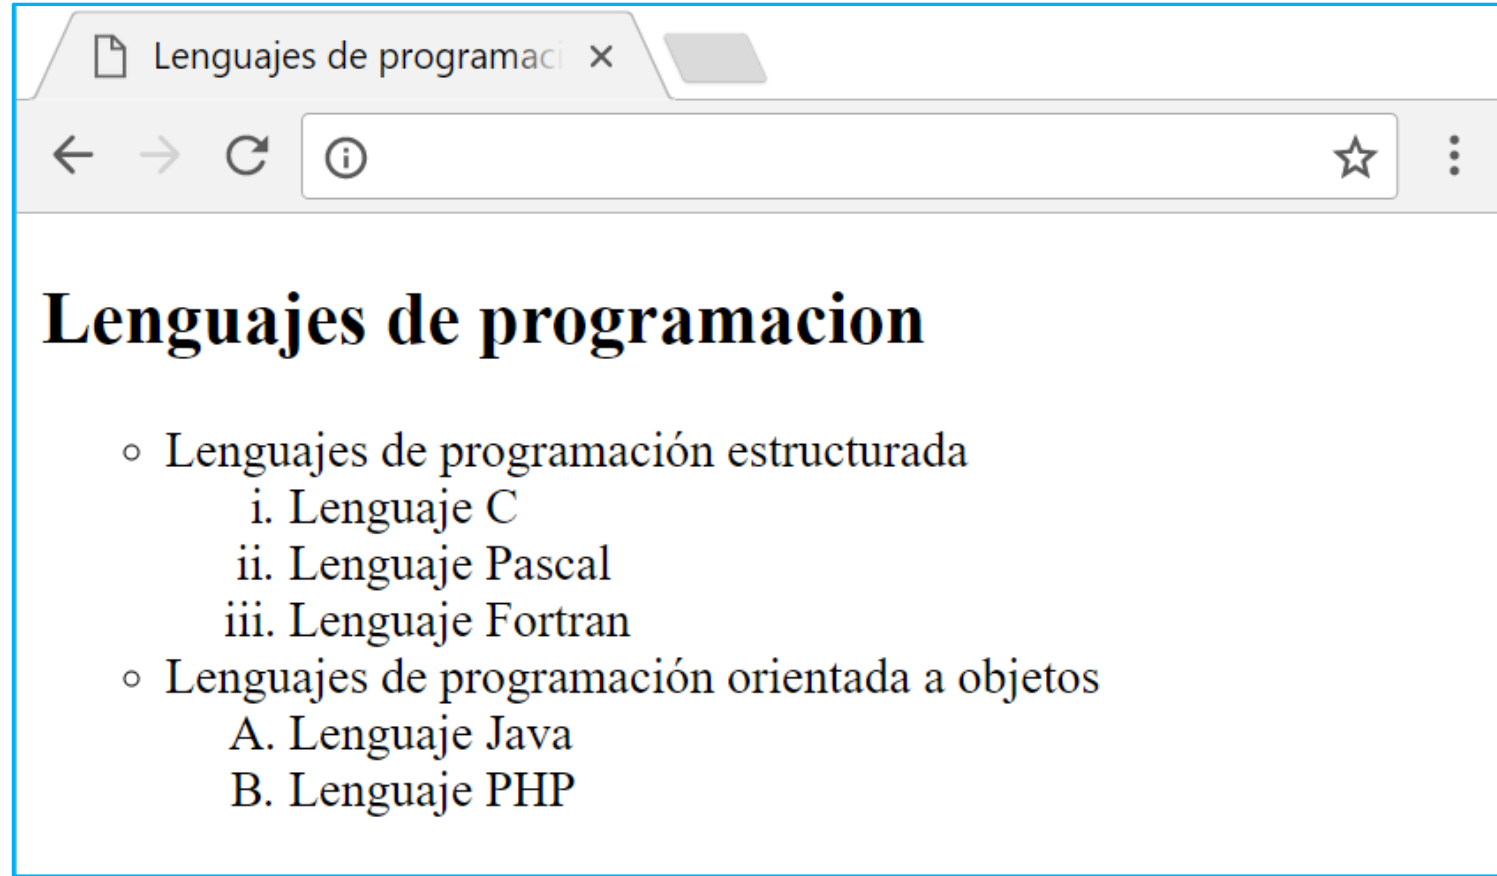 Lenguajes de programaci
Lenguajes de programacion
Lenguajes de programación estructurada
i. Lenguaje C
ii. Lenguaje Pascal
iii. Lenguaje Fortran
Lenguajes de programación orientada a objetos
A. Lenguaje Java
B. Lenguaje PHP